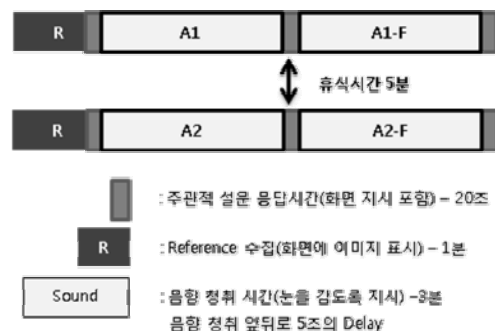 R A1 A1-F
휴식시간 5분
R A2 A2-F
: 주관적 설문 응답시간(화면 지시 포함) – 20초
R : Reference 수집(화면에 이미지 표시) – 1분
Sound : 음향 청취 시간(눈을 감도록 지시) –3분
음향 청취 앞뒤로 5초의 Delay